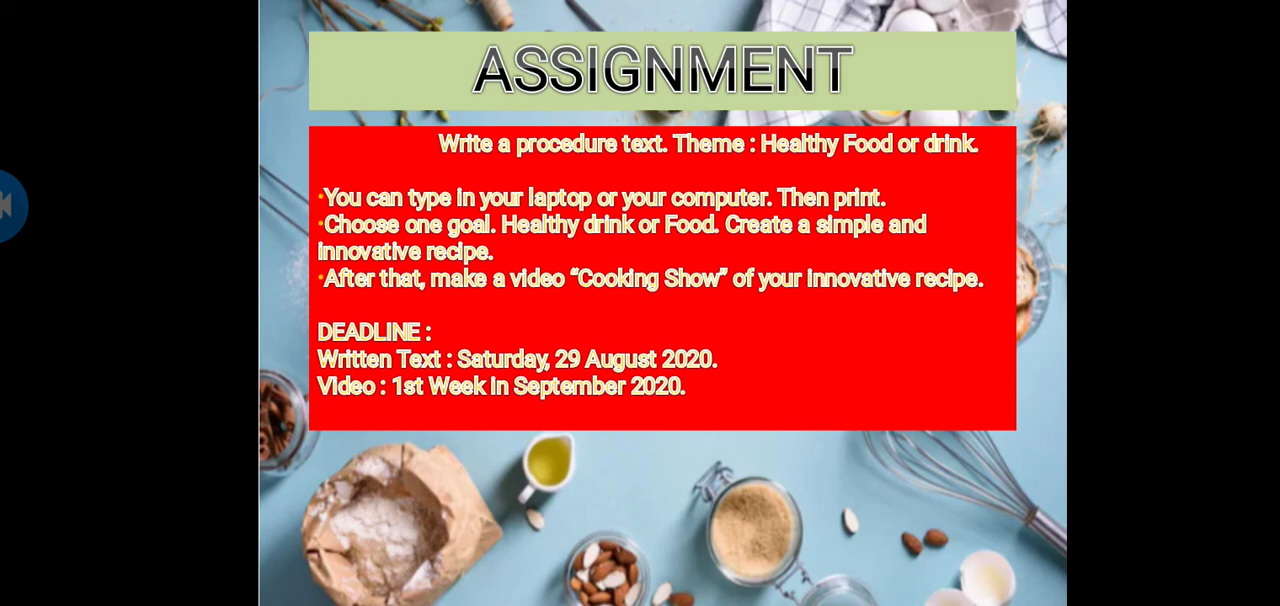 ASSIGNMENT
Write a procedure text. Theme : Healthy Food or drink.
•You can type in your laptop or your computer. Then print.
•Choose one goal. Healthy drink or Food. Create a simple and
innovative recipe.
•After that, make a video “Cooking Show” of your innovative recipe.
DEADLINE :
Written Text : Saturday, 29 August 2020.
Video : 1st Week in September 2020.